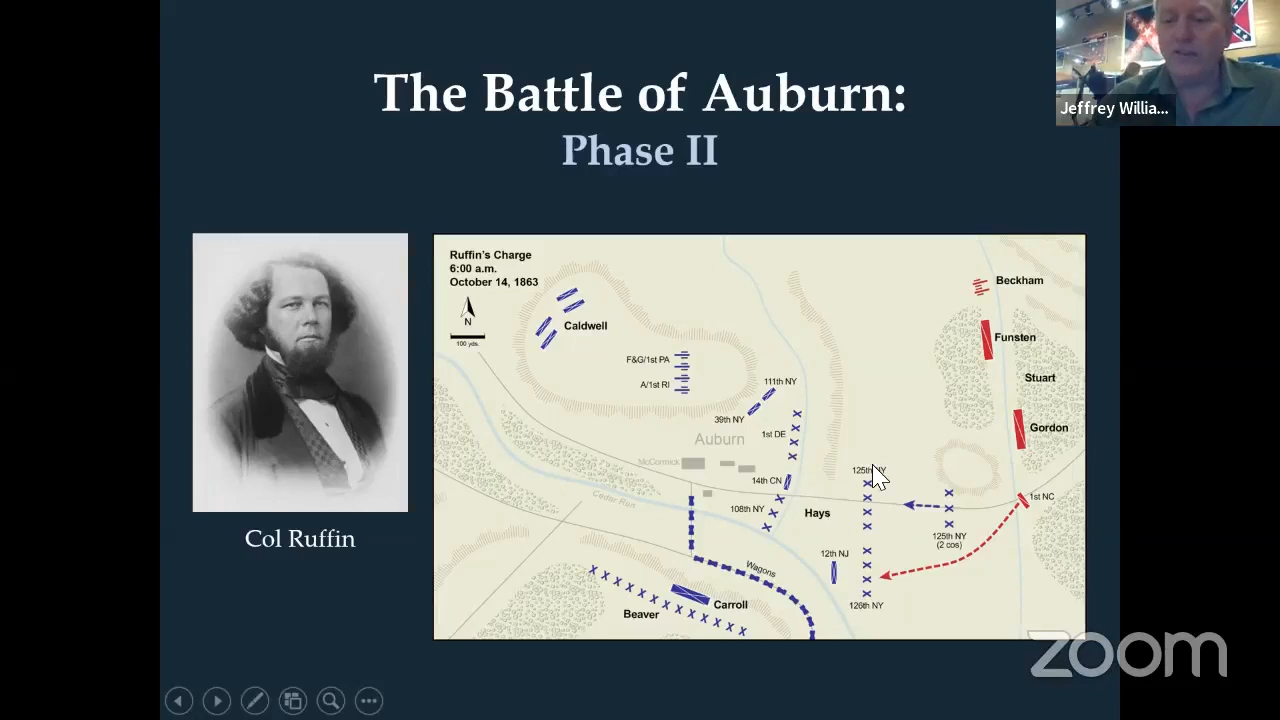 The Battle of Auburn:
Phase II
Jeffrey Willia...
Ruffin's Charge
6:00 a.m.
October 14, 1863
N
100 yds.
Caldwell
F&G/1st PA
A/1st RI
111th NY
39th NY
1st DE
Auburn
McCormick
14th CN
108th NY
Cedar Run
Hays
125th NY
125th NY
(2 cos)
12th NJ
126th NY
Wagons
Carroll
Beaver
Beckham
Funsten
Stuart
Gordon
1st NC
Col Ruffin
zoom